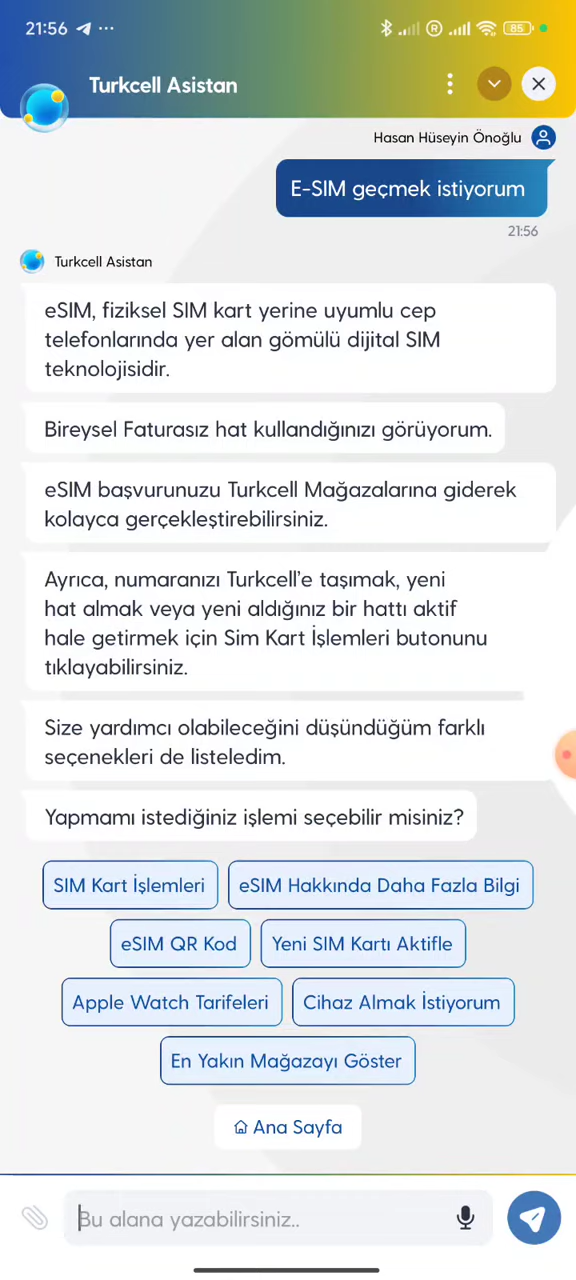 21:56
85
Turkcell Asistan
Hasan Hüseyin Önoğlu
E-SIM geçmek istiyorum
21:56
Turkcell Asistan
eSIM, fiziksel SIM kart yerine uyumlu cep
telefonlarında yer alan gömülü dijital SIM
teknolojisidir.
Bireysel Faturasız hat kullandığınızı görüyorum.
eSIM başvurunuzu Turkcell Mağazalarına giderek
kolayca gerçekleştirebilirsiniz.
Ayrıca, numaranızı Turkcell’e taşımak, yeni
hat almak veya yeni aldığınız bir hattı aktif
hale getirmek için Sim Kart İşlemleri butonunu
tıklayabilirsiniz.
Size yardımcı olabileceğini düşündüğüm farklı
seçenekleri de listeledim.
Yapmamı istediğiniz işlemi seçebilir misiniz?
SIM Kart İşlemleri
eSIM Hakkında Daha Fazla Bilgi
eSIM QR Kod
Yeni SIM Kartı Aktifle
Apple Watch Tarifeleri
Cihaz Almak İstiyorum
En Yakın Mağazayı Göster
Ana Sayfa
Bu alana yazabilirsiniz..